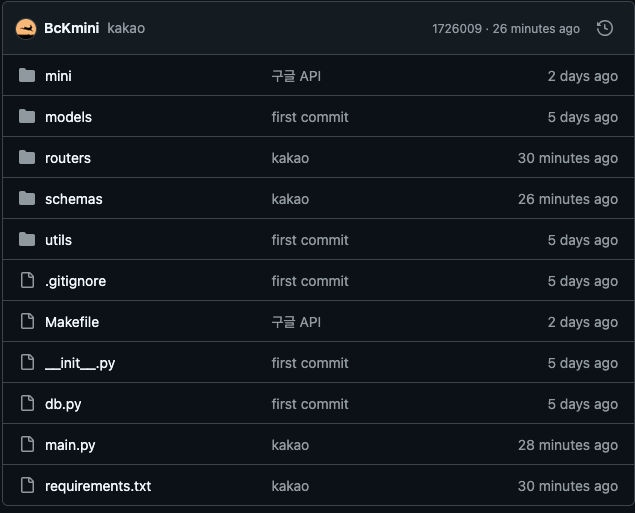 BcKmini kakao 1726009 · 26 minutes ago
mini 구글 API 2 days ago
models first commit 5 days ago
routers kakao 30 minutes ago
schemas kakao 26 minutes ago
utils first commit 5 days ago
.gitignore first commit 5 days ago
Makefile 구글 API 2 days ago
__init__.py first commit 5 days ago
db.py first commit 5 days ago
main.py kakao 28 minutes ago
requirements.txt kakao 30 minutes ago